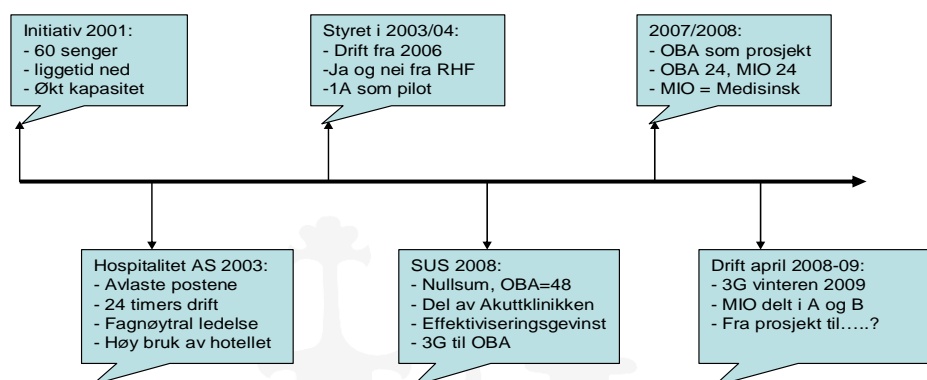 Initiativ 2001:
- 60 senger
- liggetid ned
- Økt kapasitet
Styret i 2003/04:
- Drift fra 2006
-Ja og nei fra RHF
-1A som pilot
2007/2008:
- OBA som prosjekt
- OBA 24, MIO 24
- MIO = Medisinsk
Hospitalitet AS 2003:
- Avlaste postene
- 24 timers drift
- Fagnøytral ledelse
- Høy bruk av hotellet
SUS 2008:
- Nullsum, OBA=48
- Del av Akuttklinikken
- Effektiviseringsgevinst
- 3G til OBA
Drift april 2008-09:
- 3G vinteren 2009
- MIO delt i A og B
- Fra prosjekt til…..?